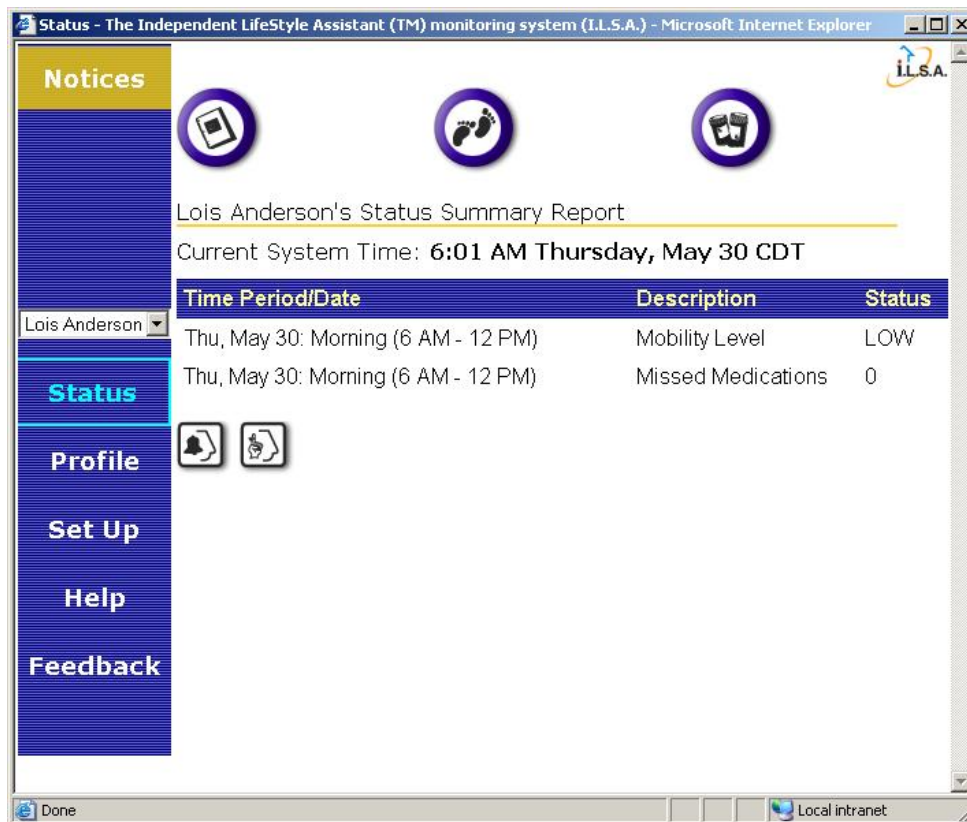 Status - The Independent LifeStyle Assistant (TM) monitoring system (I.L.S.A.) - Microsoft Internet Explorer
Notices
i.L.S.A.
Lois Anderson's Status Summary Report
Current System Time: 6:01 AM Thursday, May 30 CDT
Time Period/Date Description Status
Lois Anderson
Thu, May 30: Morning (6 AM - 12 PM) Mobility Level LOW
Thu, May 30: Morning (6 AM - 12 PM) Missed Medications 0
Status
Profile
Set Up
Help
Feedback
Done Local intranet